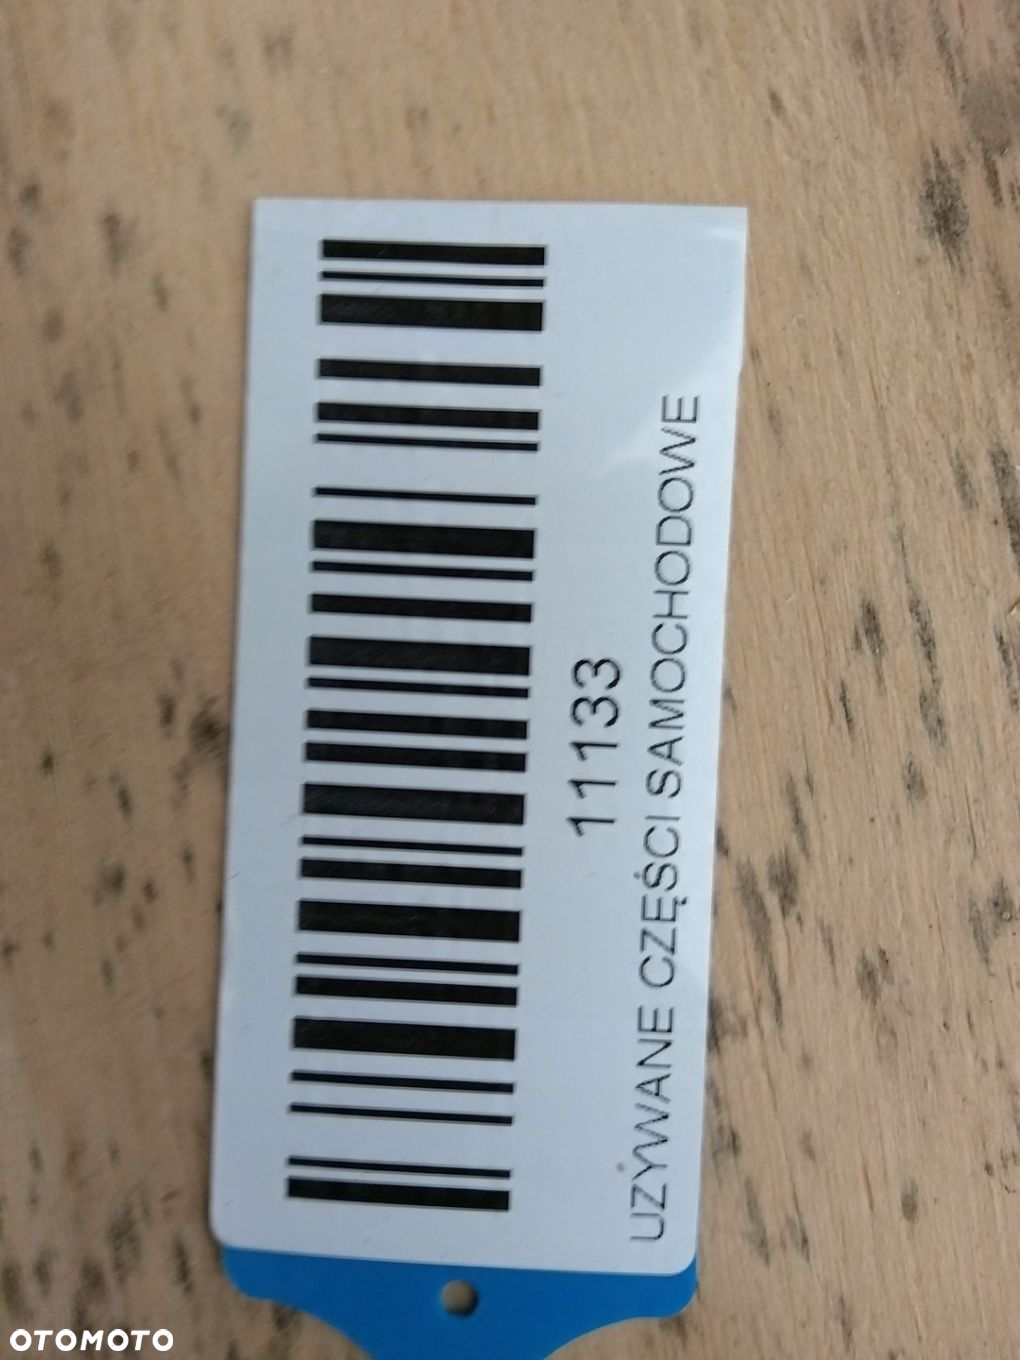 11133
UŻYWANE CZĘŚCI SAMOCHODOWE
OTOMOTO